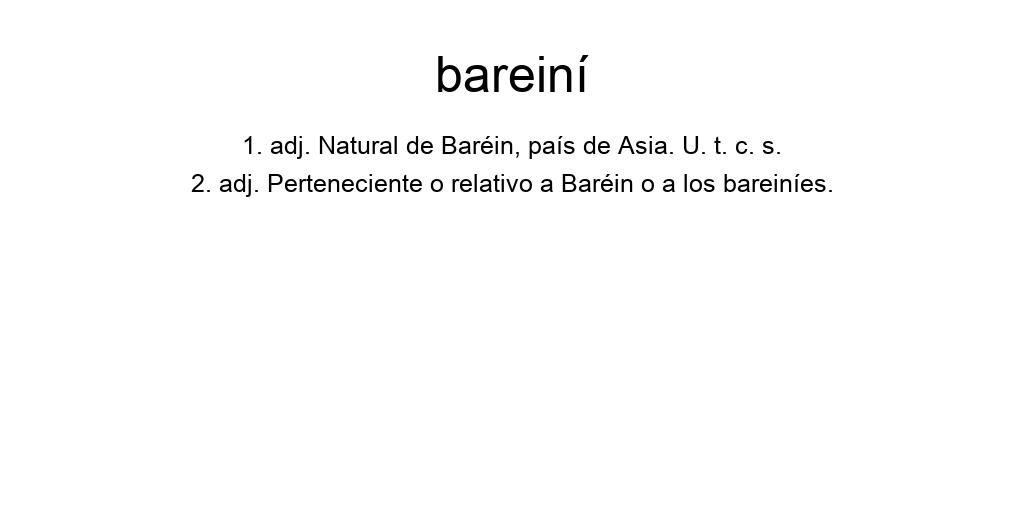 bareiní
1. adj. Natural de Baréin, país de Asia. U. t. c. s.
2. adj. Perteneciente o relativo a Baréin o a los bareiníes.